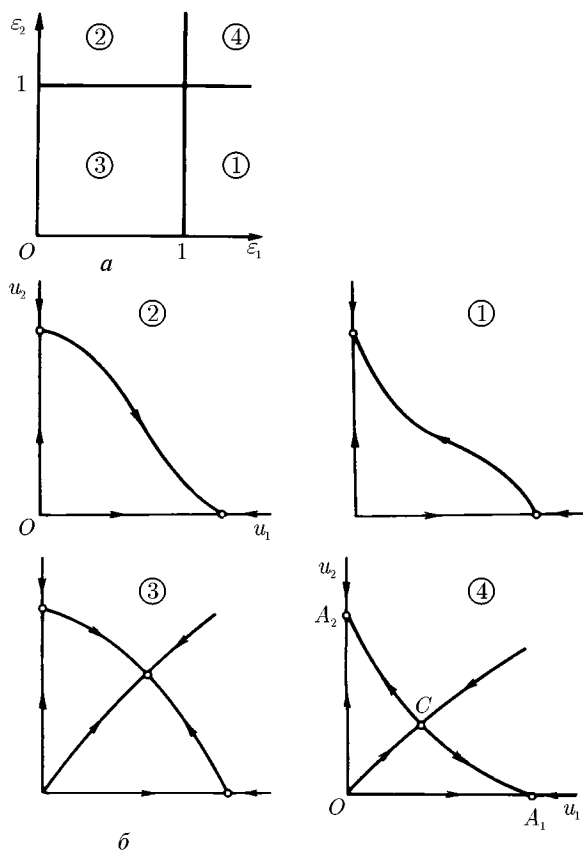 ε₂
②
④
1
③
①
O
1
ε₁
а
u₂
②
①
O
u₁
③
u₂
④
A₂
C
O
A₁
u₁
б